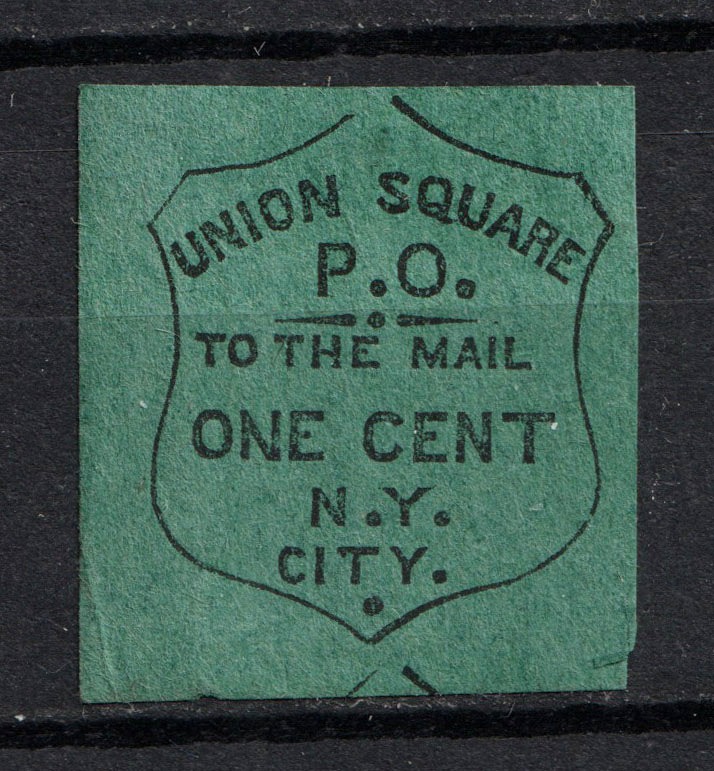 UNION SQUARE
P.O.
TO THE MAIL
ONE CENT
N.Y.
CITY.